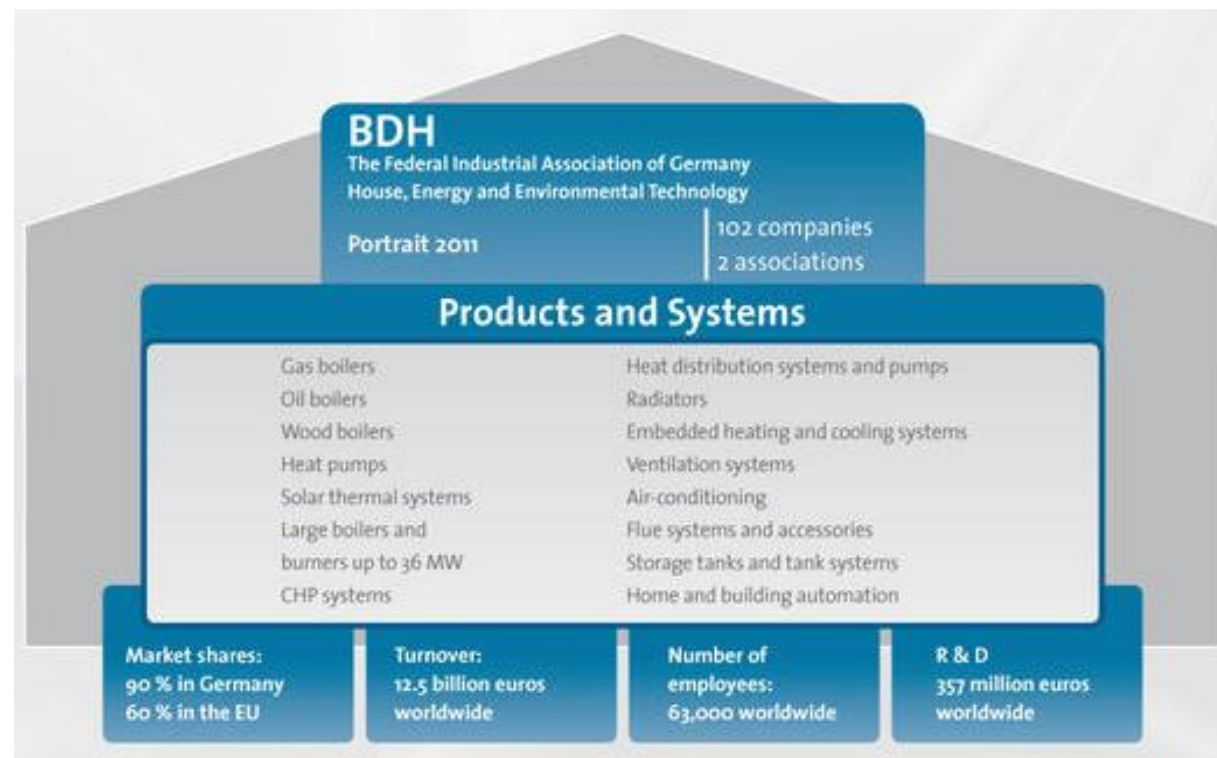 BDH
The Federal Industrial Association of Germany
House, Energy and Environmental Technology
Portrait 2011
102 companies
2 associations
Products and Systems
Gas boilers
Oil boilers
Wood boilers
Heat pumps
Solar thermal systems
Large boilers and
burners up to 36 MW
CHP systems
Heat distribution systems and pumps
Radiators
Embedded heating and cooling systems
Ventilation systems
Air-conditioning
Flue systems and accessories
Storage tanks and tank systems
Home and building automation
Market shares:
90 % in Germany
60 % in the EU
Turnover:
12.5 billion euros
worldwide
Number of
employees:
63,000 worldwide
R & D
357 million euros
worldwide